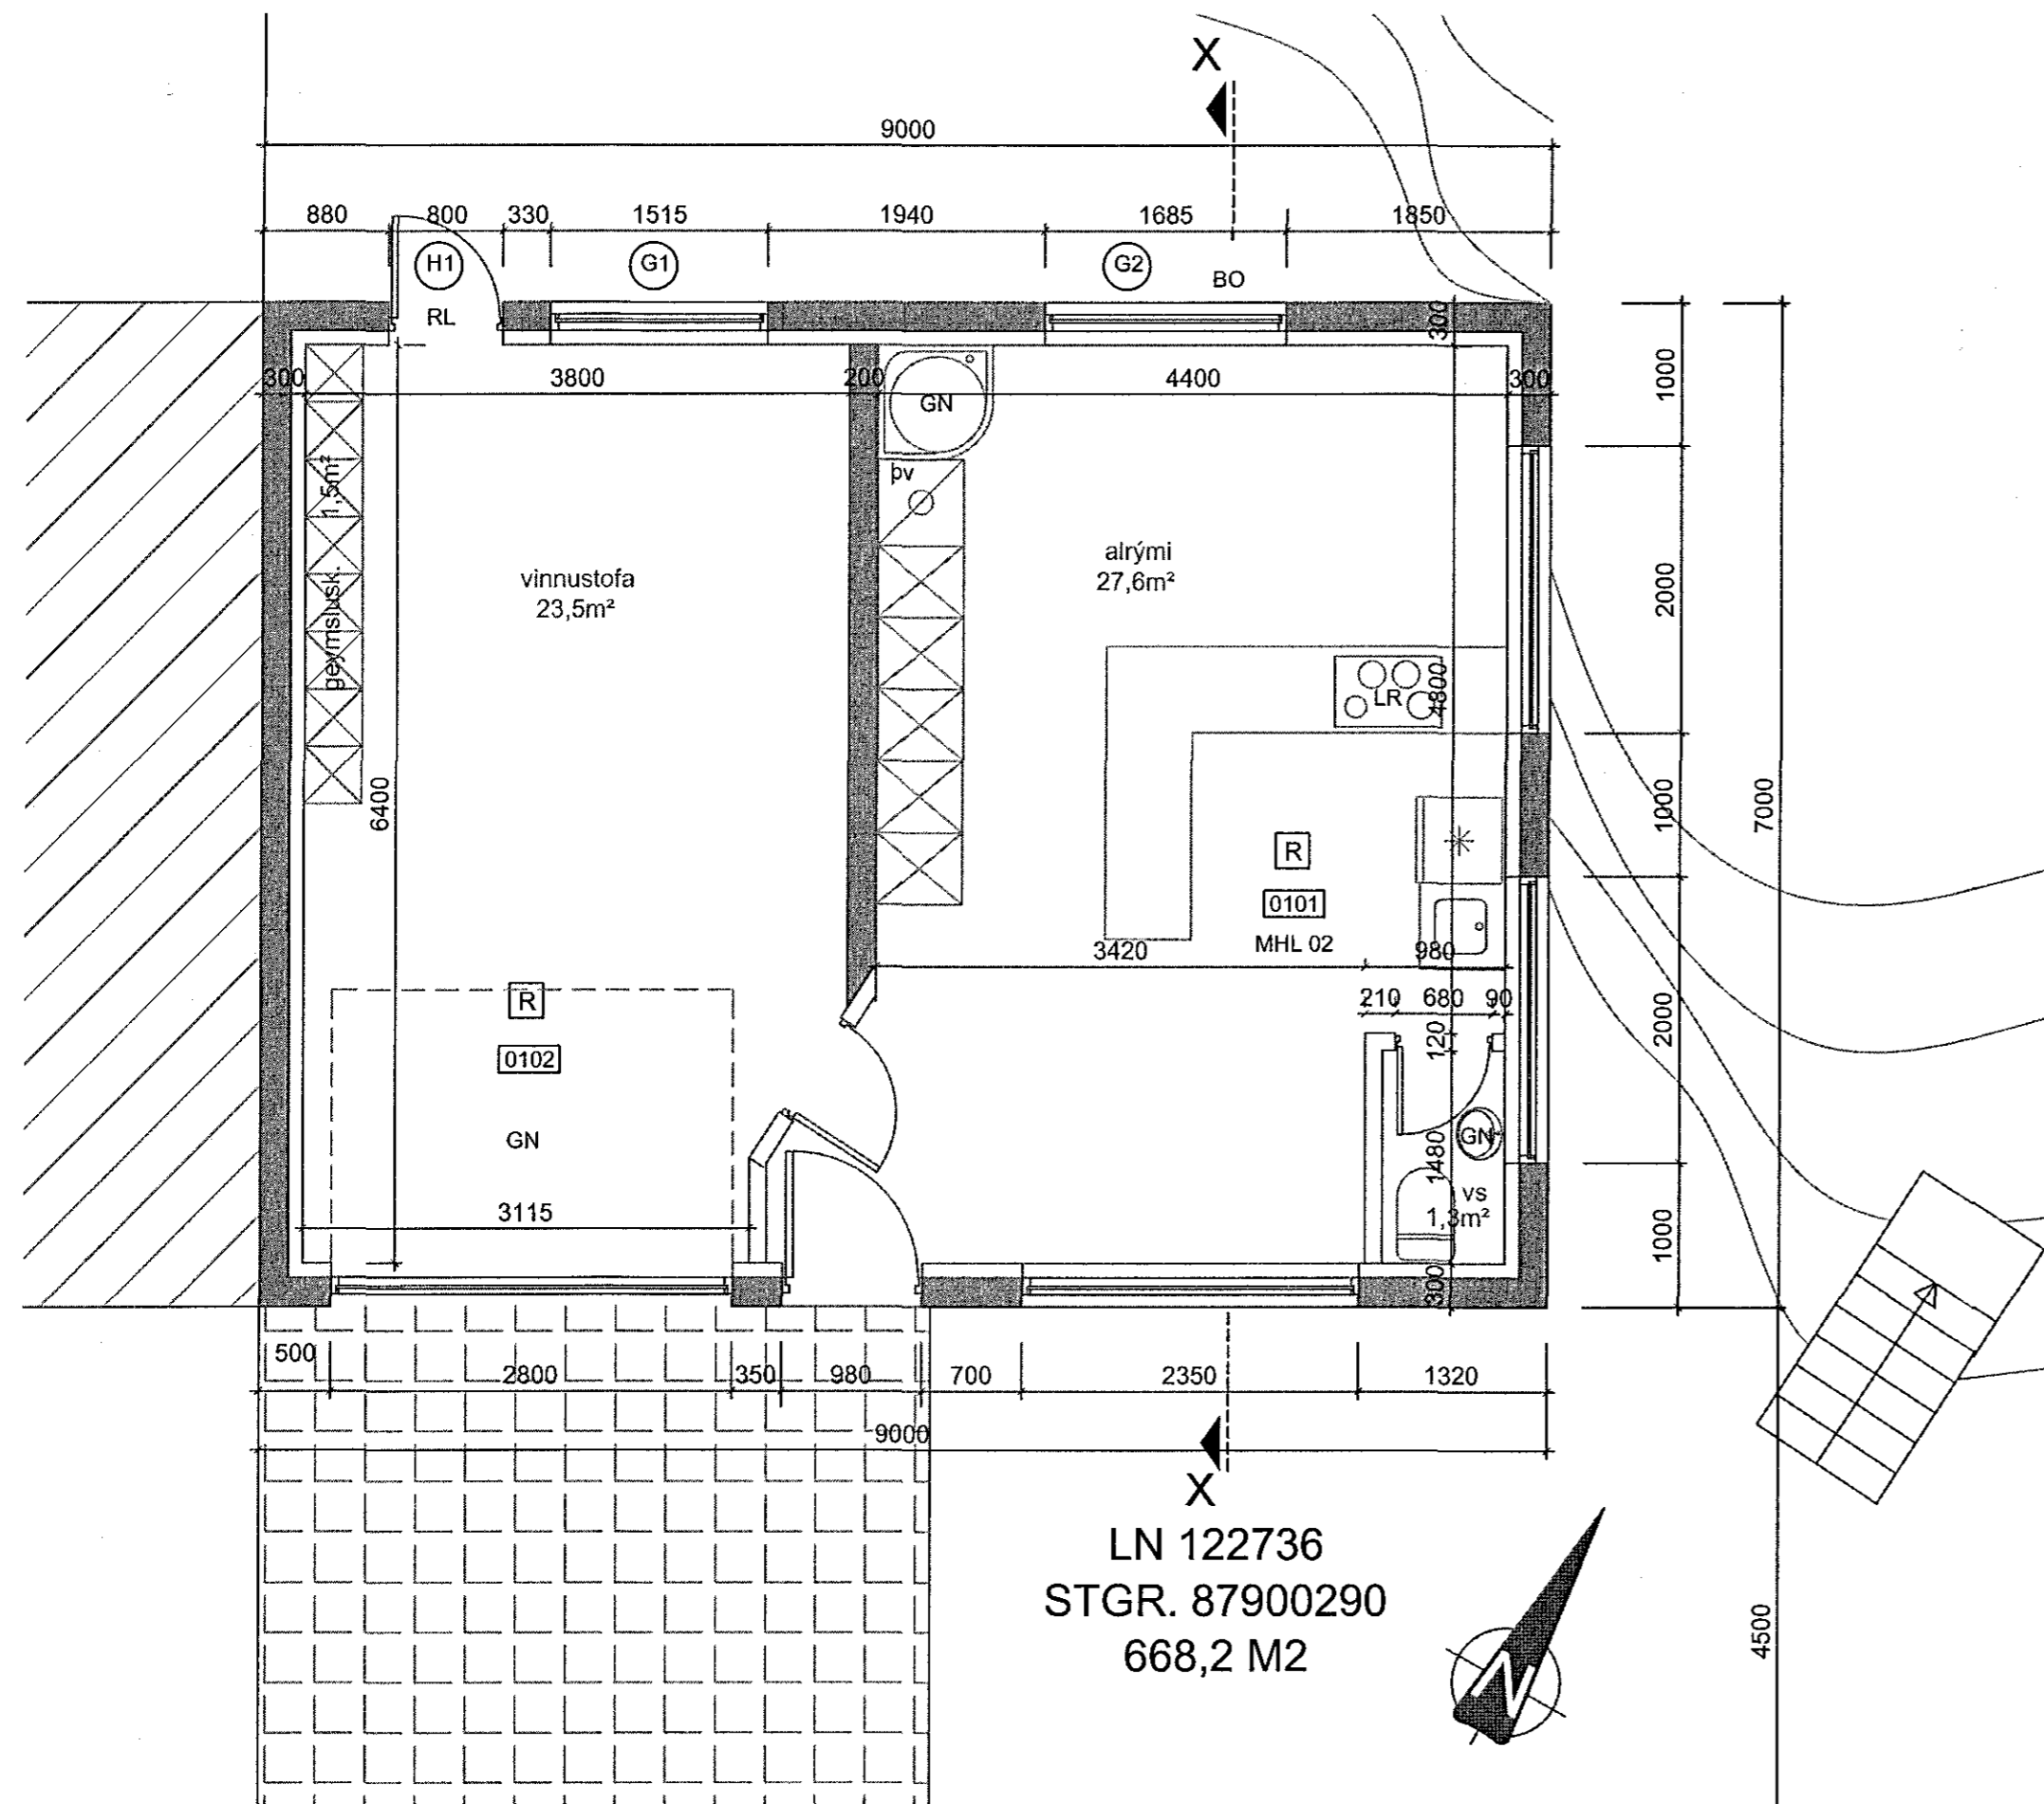 X
9000
880 800 330 1515 1940 1685 1850
H1 G1 G2 BO
RL
300
300 3800 200 4400 300
1000
GN
þv
1,5m²
geymslusk.
vinnustofa
23,5m²
alrými
27,6m²
2000
LR
4800
6400
1000
7000
R
0101
MHL 02
3420 980
R
0102
210 680 90
120
2000
GN
GN
1480
vs
1,3m²
3115
1000
300
500 2800 350 980 700 2350 1320
9000
X
LN 122736
STGR. 87900290
668,2 M2
4500
N